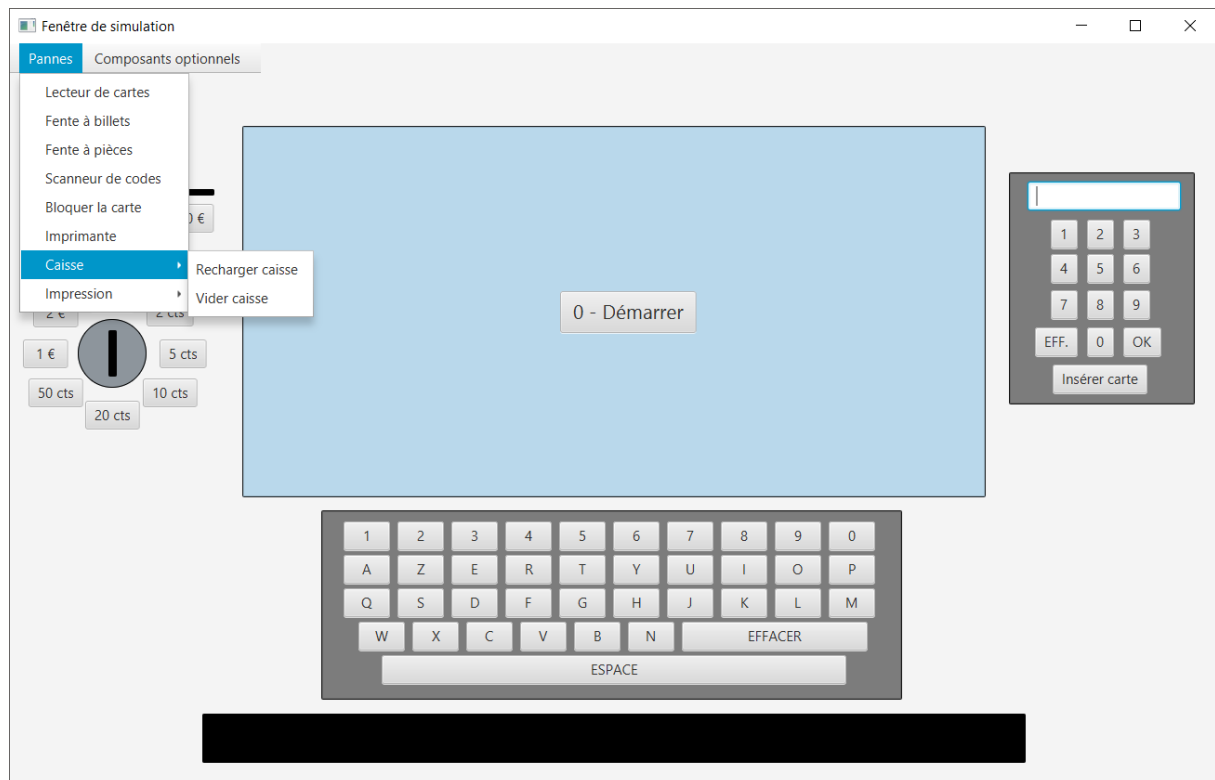 Fenêtre de simulation
Pannes Composants optionnels
Lecteur de cartes
Fente à billets
Fente à pièces
Scanneur de codes
Bloquer la carte
Imprimante
Caisse
Impression
Recharger caisse
Vider caisse
€
2 €
2 cts
1 €
5 cts
50 cts
10 cts
20 cts
0 - Démarrer
1 2 3
4 5 6
7 8 9
EFF. 0 OK
Insérer carte
1 2 3 4 5 6 7 8 9 0
A Z E R T Y U I O P
Q S D F G H J K L M
W X C V B N EFFACER
ESPACE